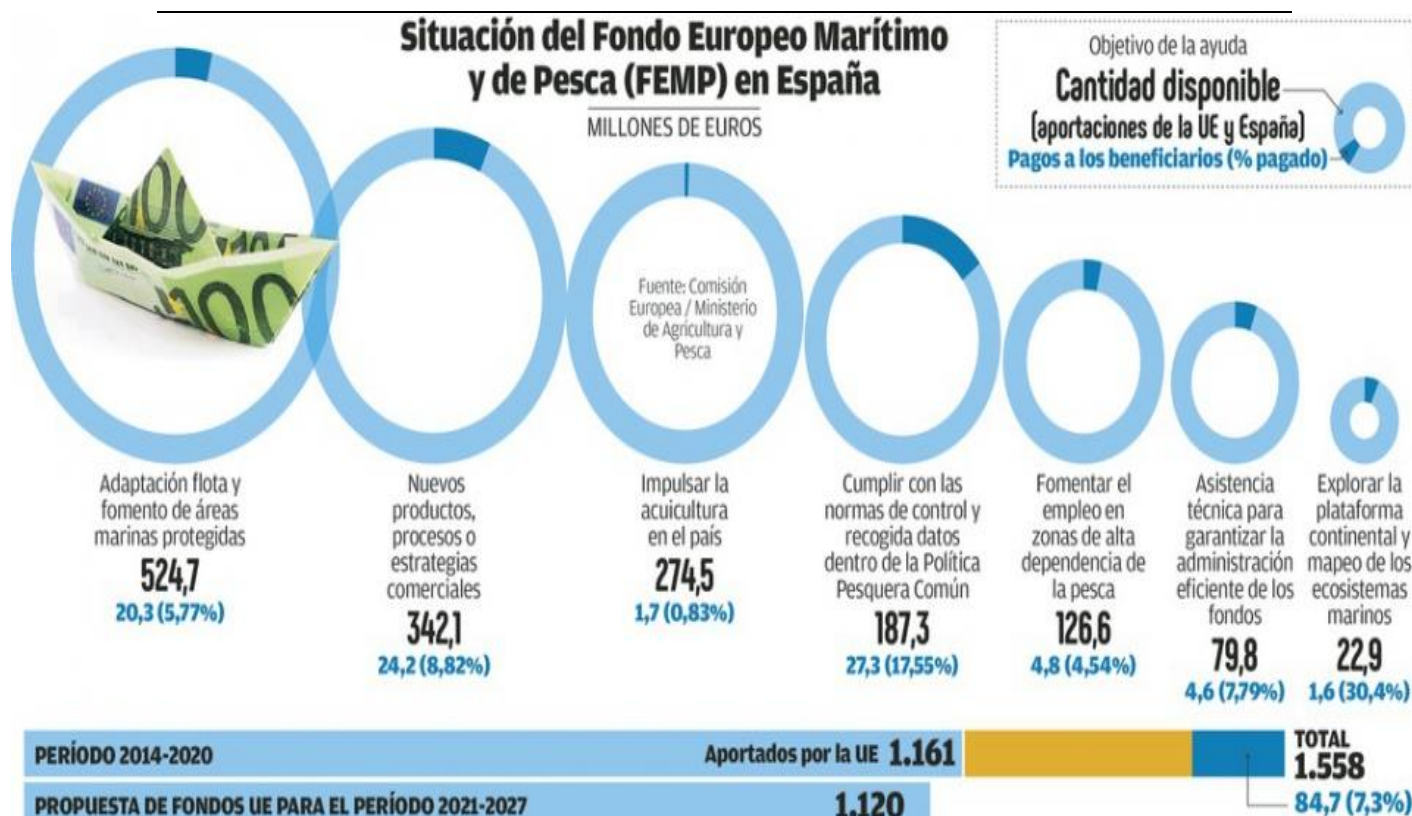 Situación del Fondo Europeo Marítimo
y de Pesca (FEMP) en España
MILLONES DE EUROS
Objetivo de la ayuda
Cantidad disponible
(aportaciones de la UE y España)
Pagos a los beneficiarios (% pagado)
100
100
Fuente: Comisión
Europea / Ministerio
de Agricultura y
Pesca
Adaptación flota y
fomento de áreas
marinas protegidas
524,7
20,3 (5,77%)
Nuevos
productos,
procesos o
estrategias
comerciales
342,1
24,2 (8,82%)
Impulsar la
acuicultura
en el país
274,5
1,7 (0,83%)
Cumplir con las
normas de control y
recogida datos
dentro de la Política
Pesquera Común
187,3
27,3 (17,55%)
Fomentar el
empleo en
zonas de alta
dependencia de
la pesca
126,6
4,8 (4,54%)
Asistencia
técnica para
garantizar la
administración
eficiente de los
fondos
79,8
4,6 (7,79%)
Explorar la
plataforma
continental y
mapeo de los
ecosistemas
marinos
22,9
1,6 (30,4%)
PERÍODO 2014-2020
Aportados por la UE 1.161
TOTAL
1.558
84,7 (7,3%)
PROPUESTA DE FONDOS UE PARA EL PERÍODO 2021-2027
1.120